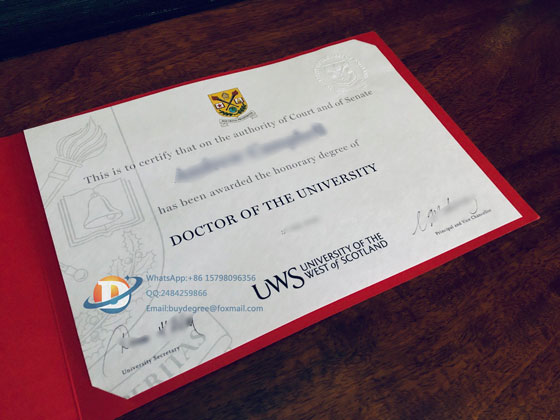 This is to certify that on the authority of Court and of Senate
has been awarded the honorary degree of
DOCTOR OF THE UNIVERSITY
UWS UNIVERSITY OF THE
WEST of SCOTLAND
Principal and Vice Chancellor
WhatsApp:+86 15798096356
QQ:2484259866
Email:buydegree@foxmail.com
University Secretary